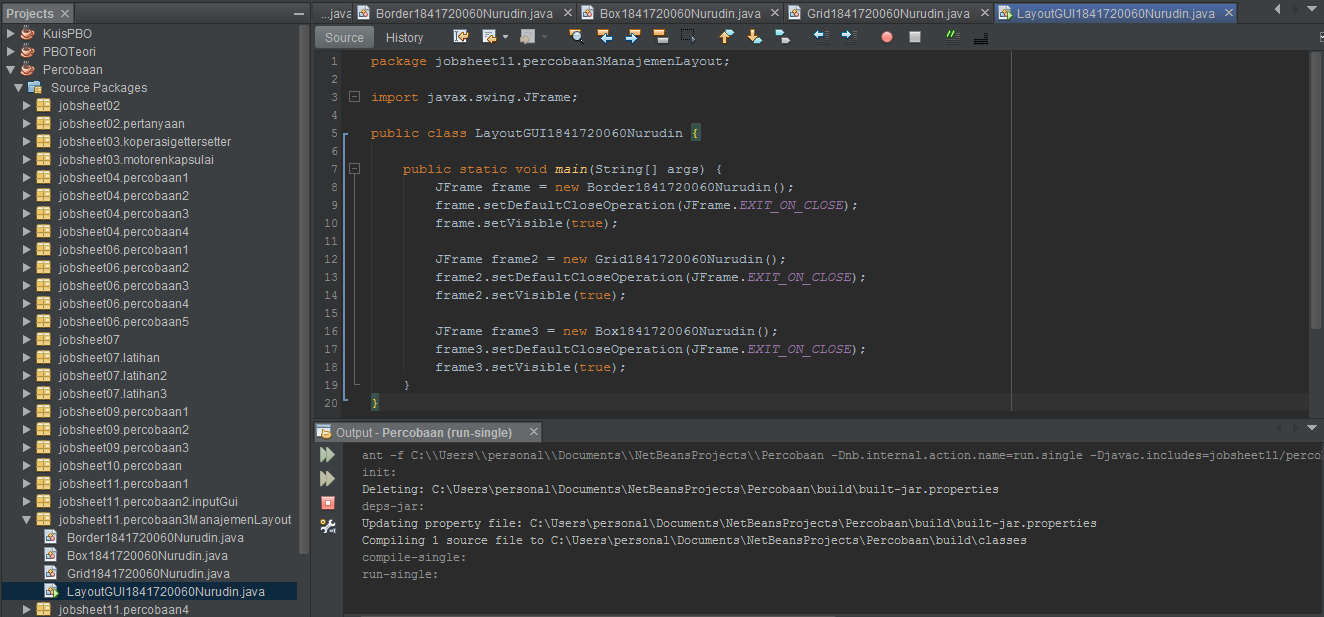 Projects
KuisPBO
PBOTeori
Percobaan
Source Packages
jobsheet02
jobsheet02.pertanyaan
jobsheet03.koperasigettersetter
jobsheet03.motorenkapsulai
jobsheet04.percobaan1
jobsheet04.percobaan2
jobsheet04.percobaan3
jobsheet04.percobaan4
jobsheet06.percobaan1
jobsheet06.percobaan2
jobsheet06.percobaan3
jobsheet06.percobaan4
jobsheet06.percobaan5
jobsheet07
jobsheet07.latihan
jobsheet07.latihan2
jobsheet07.latihan3
jobsheet09.percobaan1
jobsheet09.percobaan2
jobsheet09.percobaan3
jobsheet10.percobaan
jobsheet11.percobaan1
jobsheet11.percobaan2.inputGui
jobsheet11.percobaan3ManajemenLayout
Border1841720060Nurudin.java
Box1841720060Nurudin.java
Grid1841720060Nurudin.java
LayoutGUI1841720060Nurudin.java
jobsheet11.percobaan4
...java Border1841720060Nurudin.java Box1841720060Nurudin.java Grid1841720060Nurudin.java LayoutGUI1841720060Nurudin.java
Source History
1 package jobsheet11.percobaan3ManajemenLayout;
2
3 import javax.swing.JFrame;
4
5 public class LayoutGUI1841720060Nurudin {
6
7 public static void main(String[] args) {
8 JFrame frame = new Border1841720060Nurudin();
9 frame.setDefaultCloseOperation(JFrame.EXIT_ON_CLOSE);
10 frame.setVisible(true);
11
12 JFrame frame2 = new Grid1841720060Nurudin();
13 frame2.setDefaultCloseOperation(JFrame.EXIT_ON_CLOSE);
14 frame2.setVisible(true);
15
16 JFrame frame3 = new Box1841720060Nurudin();
17 frame3.setDefaultCloseOperation(JFrame.EXIT_ON_CLOSE);
18 frame3.setVisible(true);
19 }
20 }
Output - Percobaan (run-single)
ant -f C:\\Users\\personal\\Documents\\NetBeansProjects\\Percobaan -Dnb.internal.action.name=run.single -Djavac.includes=jobsheet11/perco
init:
Deleting: C:\Users\personal\Documents\NetBeansProjects\Percobaan\build\built-jar.properties
deps-jar:
Updating property file: C:\Users\personal\Documents\NetBeansProjects\Percobaan\build\built-jar.properties
Compiling 1 source file to C:\Users\personal\Documents\NetBeansProjects\Percobaan\build\classes
compile-single:
run-single: